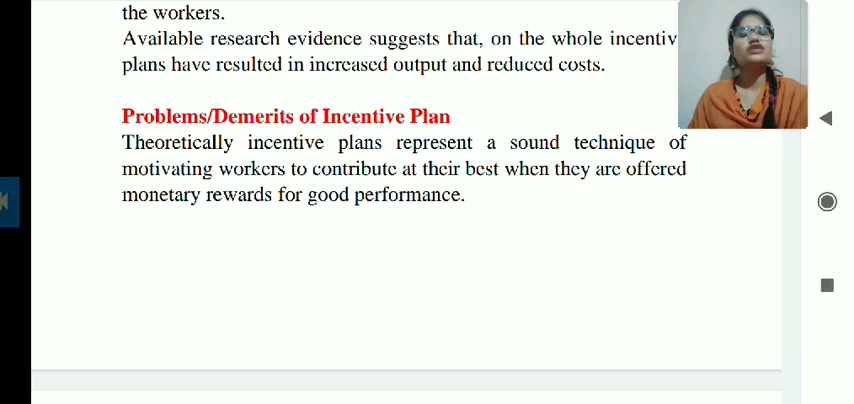 the workers.
Available research evidence suggests that, on the whole incentiv
plans have resulted in increased output and reduced costs.
Problems/Demerits of Incentive Plan
Theoretically incentive plans represent a sound technique of
motivating workers to contribute at their best when they are offered
monetary rewards for good performance.